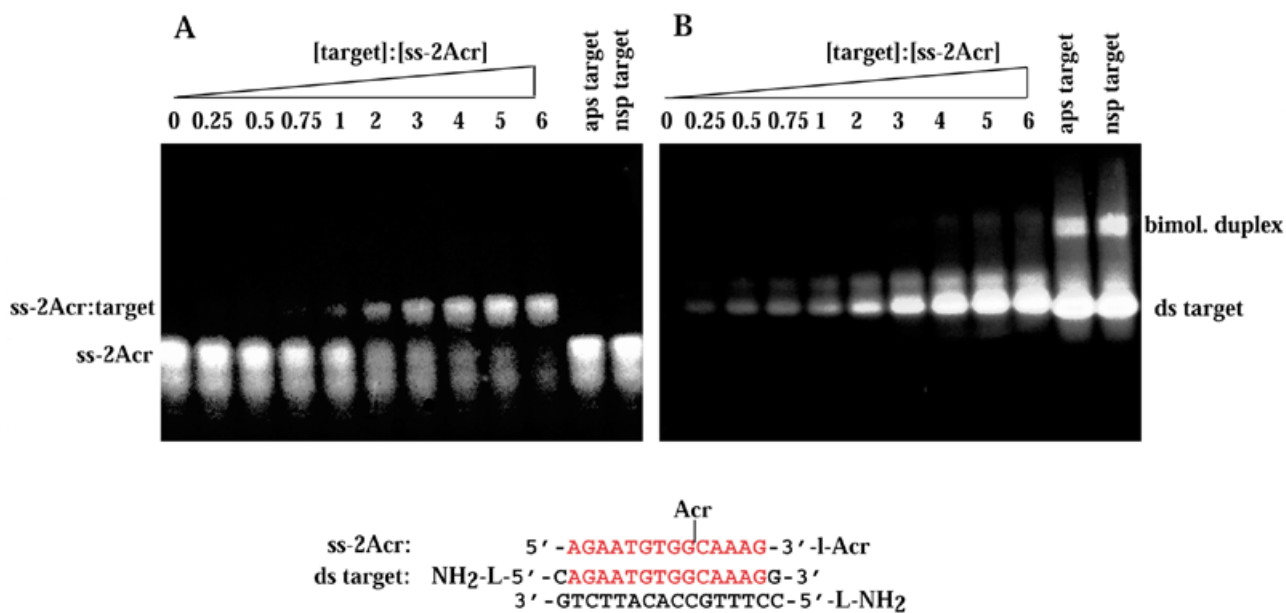 A
[target]:[ss-2Acr]
0 0.25 0.5 0.75 1 2 3 4 5 6 aps target nsp target
ss-2Acr:target
ss-2Acr
B
[target]:[ss-2Acr]
0 0.25 0.5 0.75 1 2 3 4 5 6 aps target nsp target
bimol. duplex
ds target
Acr
ss-2Acr: 5′-AGAATGTGGCAAAG-3′-l-Acr
ds target: NH2-L-5′-CAGAATGTGGCAAAGG-3′
3′-GTCTTACACCGTTTCC-5′-L-NH2